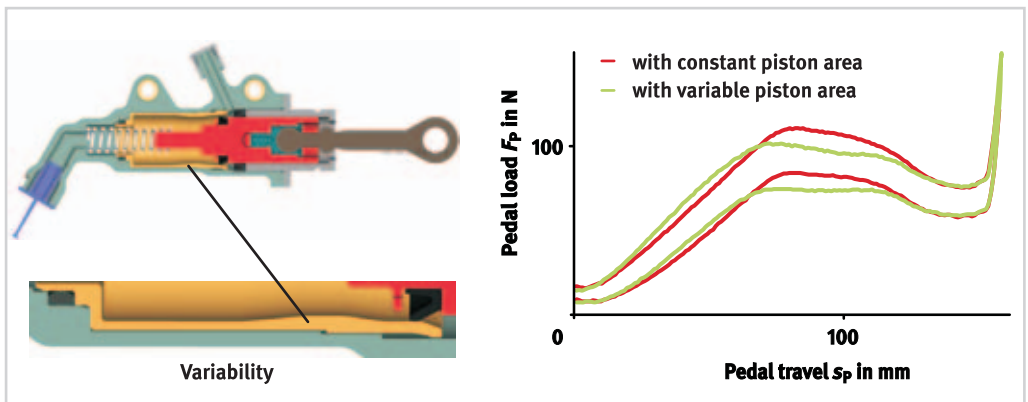 with constant piston area
with variable piston area
Pedal load FP in N
100
0
100
Pedal travel sP in mm
Variability